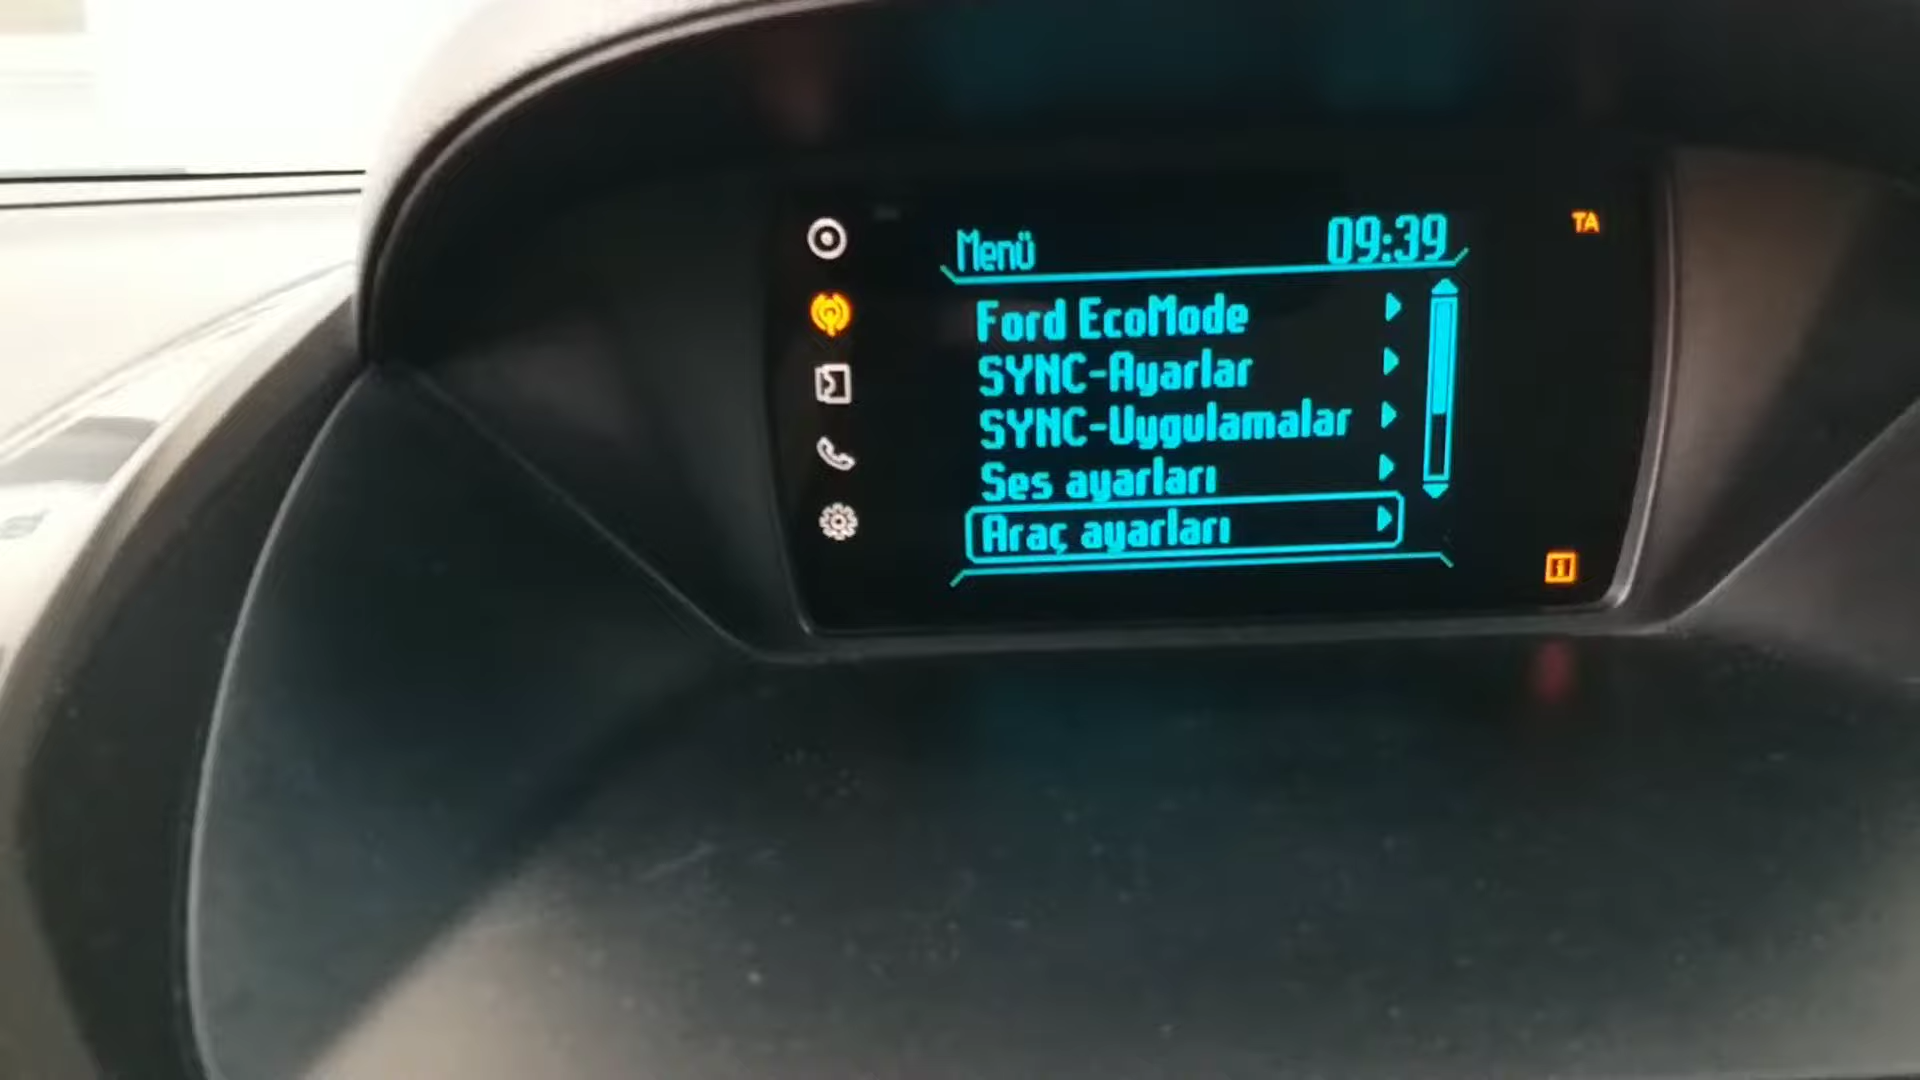 Menü 09:39
TA
Ford EcoMode
SYNC-Ayarlar
SYNC-Uygulamalar
Ses ayarları
Araç ayarları
i